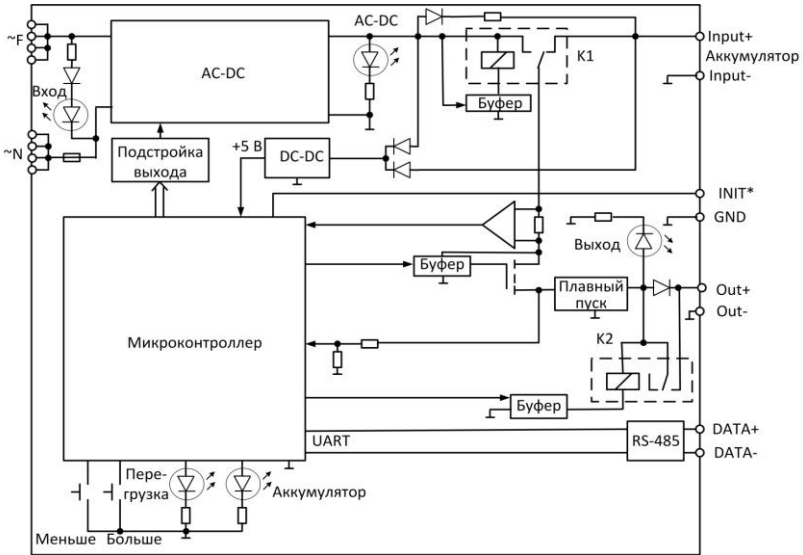 AC-DC
~F
Input+
AC-DC
K1
Аккумулятор
Input-
Вход
Буфер
~N
+5 В
DC-DC
Подстройка
выхода
INIT*
GND
Выход
Буфер
Плавный
пуск
Out+
Out-
K2
Микроконтроллер
Буфер
DATA+
UART
RS-485
DATA-
Пере-
грузка
Аккумулятор
Меньше
Больше